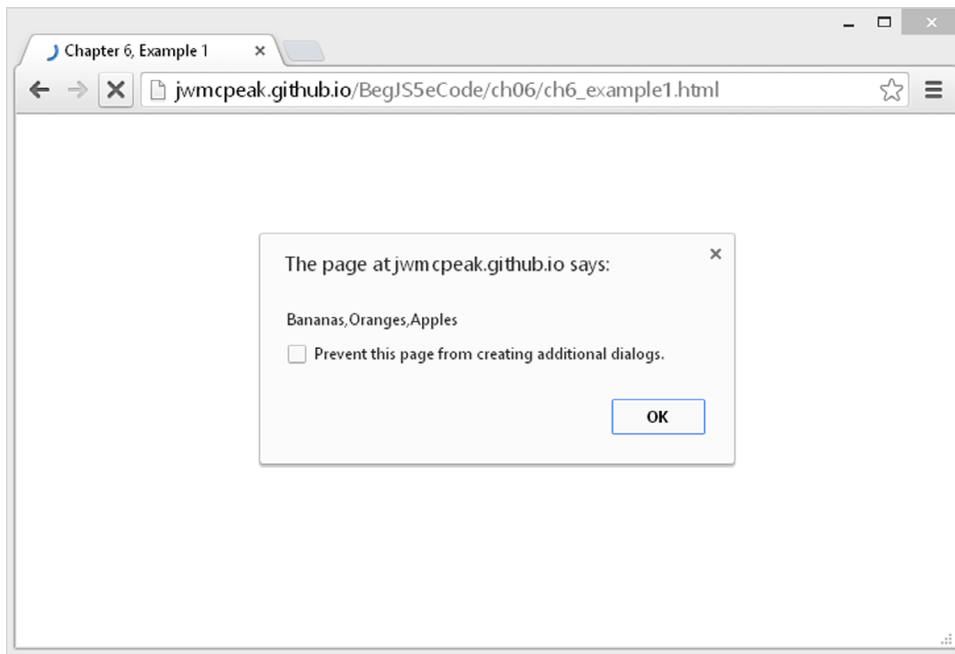 Chapter 6, Example 1
jwmcpeak.github.io/BegJS5eCode/ch06/ch6_example1.html
The page at jwmcpeak.github.io says:
Bananas,Oranges,Apples
Prevent this page from creating additional dialogs.
OK